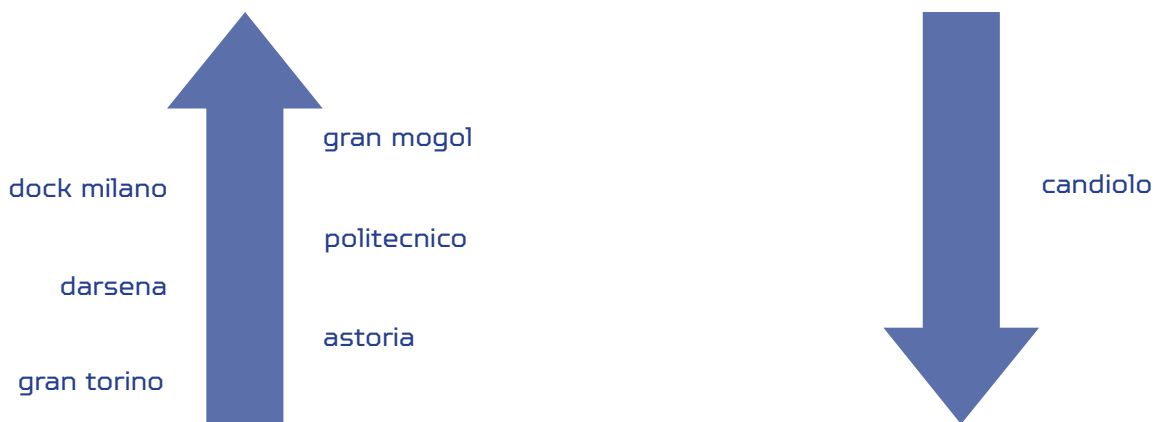 gran mogol
dock milano
politecnico
darsena
astoria
gran torino
candiolo